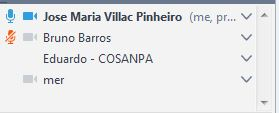 Jose Maria Villac Pinheiro (me, pr...
Bruno Barros
Eduardo - COSANPA
mer